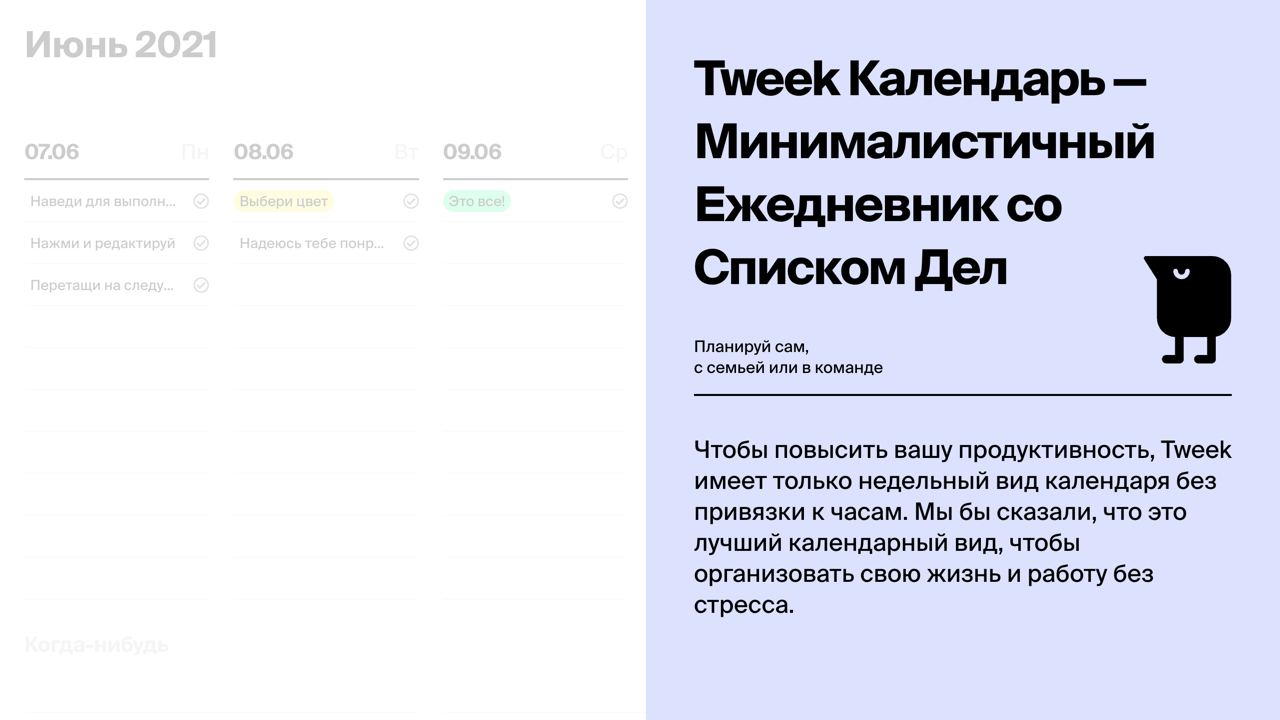 Июнь 2021
07.06 Пн
Наведи для выполн...
Нажми и редактируй
Перетащи на следу...
08.06 Вт
Выбери цвет
Надеюсь тебе понр...
09.06 Ср
Это все!
Когда-нибудь
Tweek Календарь —
Минималистичный
Ежедневник со
Списком Дел
Планируй сам,
с семьей или в команде
Чтобы повысить вашу продуктивность, Tweek
имеет только недельный вид календаря без
привязки к часам. Мы бы сказали, что это
лучший календарный вид, чтобы
организовать свою жизнь и работу без
стресса.